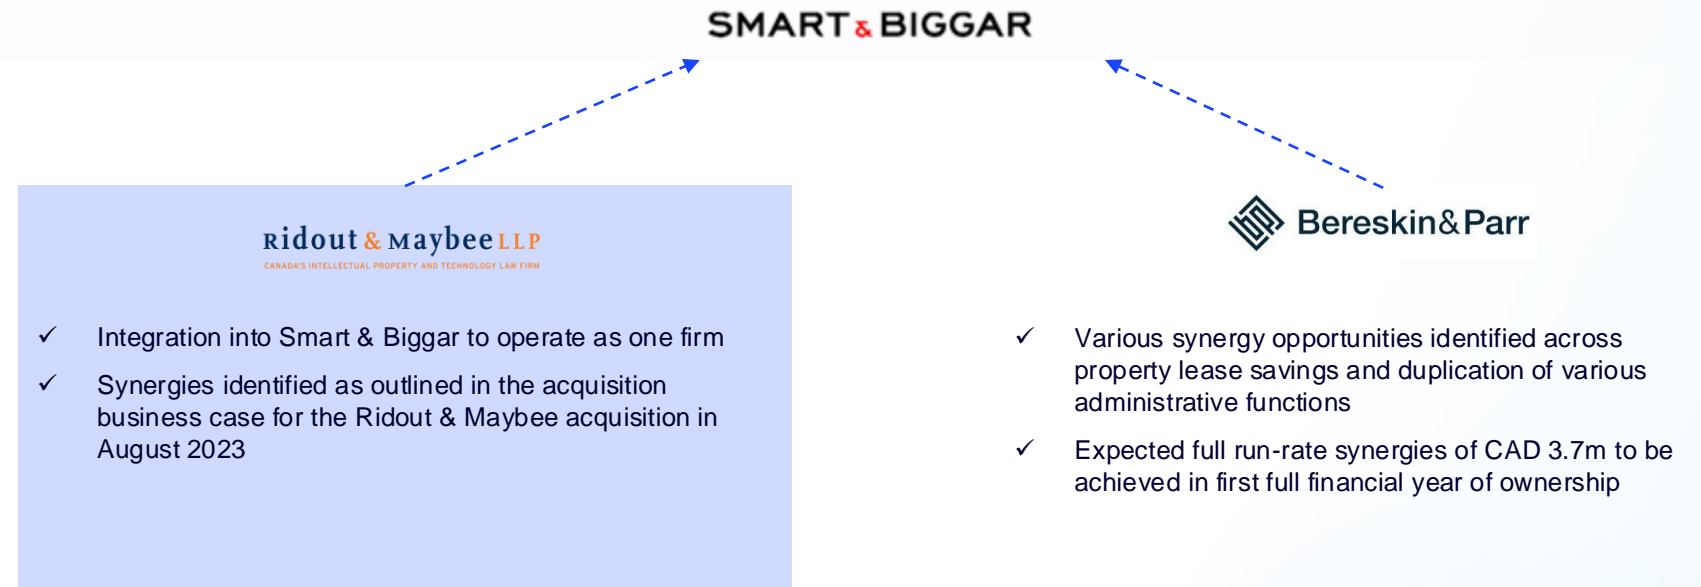 SMART & BIGGAR
Ridout & Maybee LLP
CANADA'S INTELLECTUAL PROPERTY AND TECHNOLOGY LAW FIRM
✓ Integration into Smart & Biggar to operate as one firm
✓ Synergies identified as outlined in the acquisition
business case for the Ridout & Maybee acquisition in
August 2023
Bereskin & Parr
✓ Various synergy opportunities identified across
property lease savings and duplication of various
administrative functions
✓ Expected full run-rate synergies of CAD 3.7m to be
achieved in first full financial year of ownership